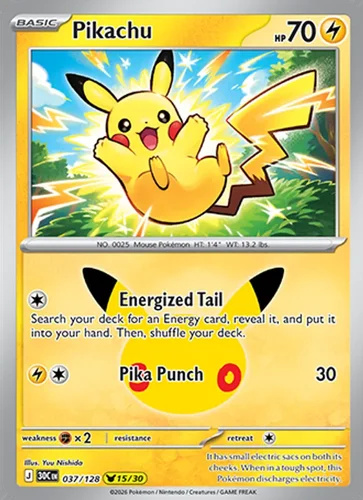 BASIC Pikachu HP 70
NO. 0025 Mouse Pokémon HT: 1'4" WT: 13.2 lbs.
Energized Tail
Search your deck for an Energy card, reveal it, and put it
into your hand. Then, shuffle your deck.
Pika Punch 30
weakness ×2 resistance retreat
Illus. Yuu Nishida
J 30C EN 037/128 15/30
It has small electric sacs on both its
cheeks. When in a tough spot, this
Pokémon discharges electricity.
©2026 Pokémon / Nintendo / Creatures / GAME FREAK